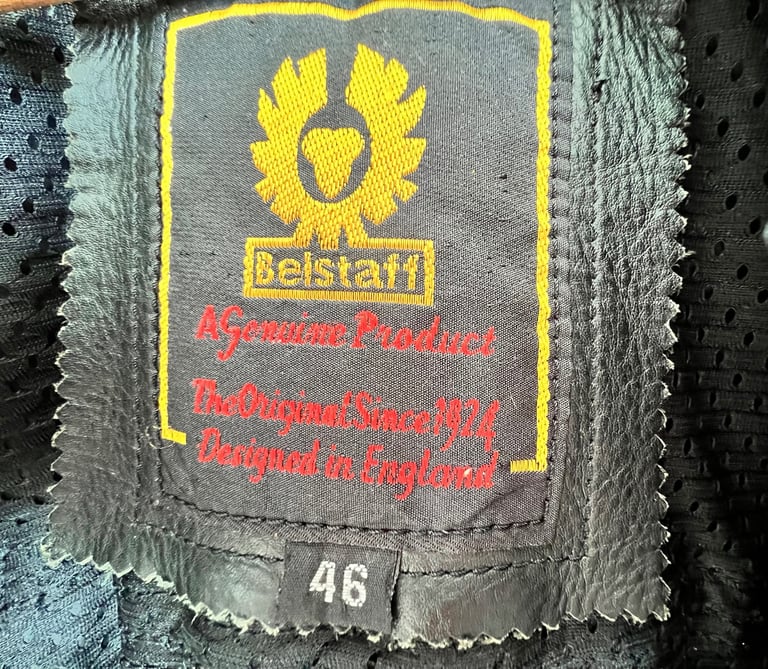 Belstaff
A Genuine Product
The Original Since 1924
Designed in England
46